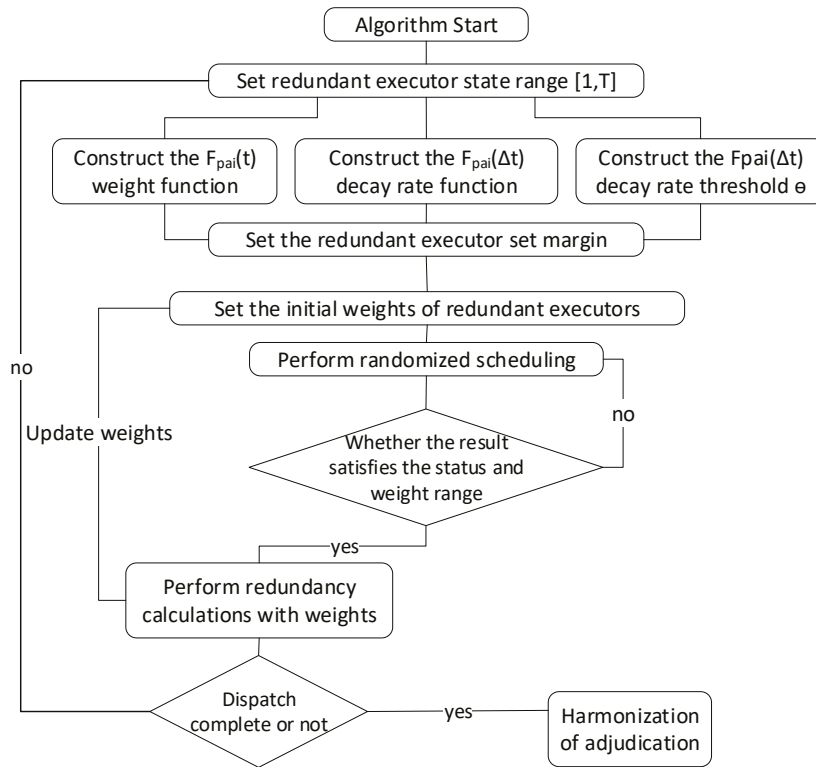 Algorithm Start
Set redundant executor state range [1,T]
Construct the Fpai(t)
weight function
Construct the Fpai(Δt)
decay rate function
Construct the Fpai(Δt)
decay rate threshold ɵ
Set the redundant executor set margin
Set the initial weights of redundant executors
Perform randomized scheduling
no
no
Update weights
Whether the result
satisfies the status and
weight range
yes
Perform redundancy
calculations with weights
Dispatch
complete or not
yes
Harmonization
of adjudication